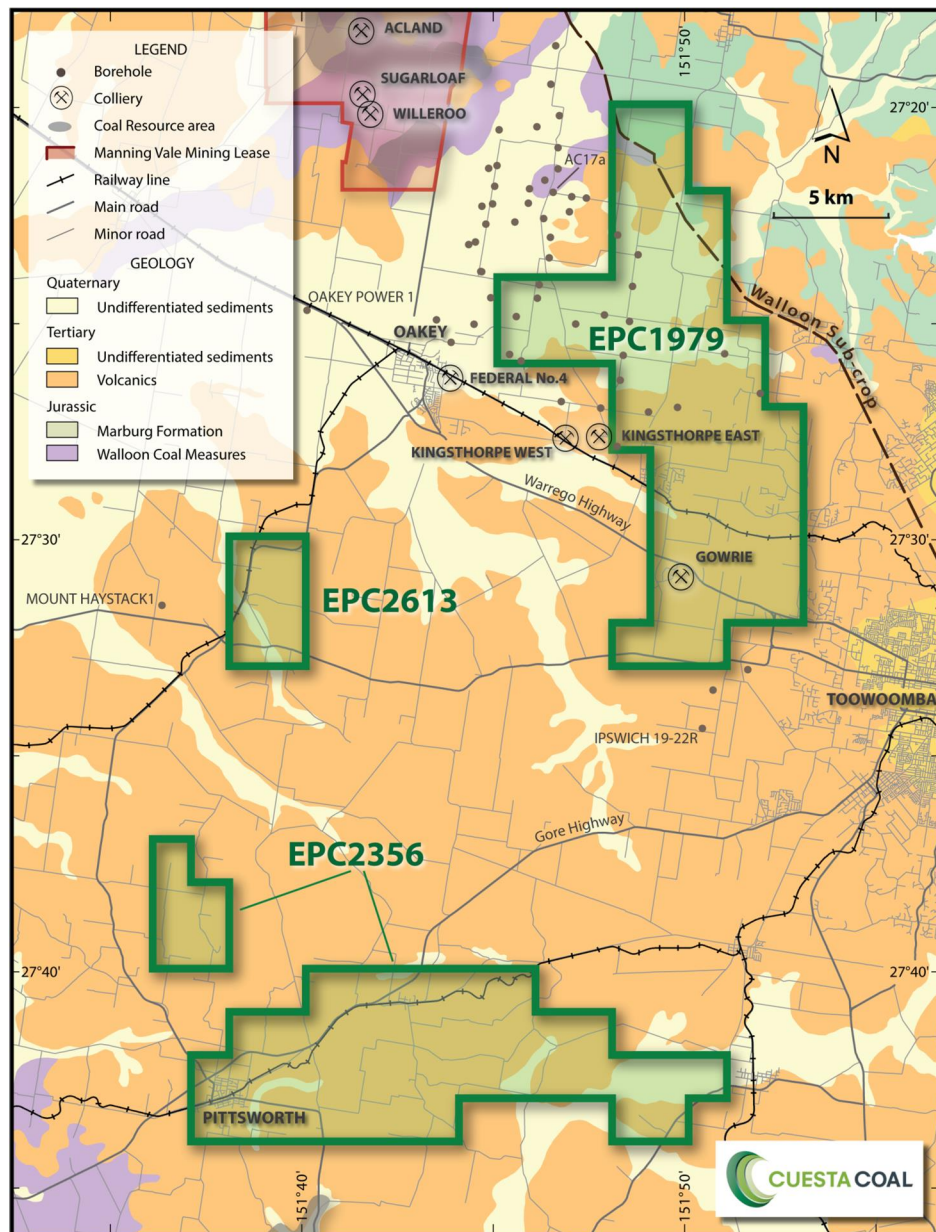 ACLAND
SUGARLOAF
WILLEROO
LEGEND
Borehole
Colliery
Coal Resource area
Manning Vale Mining Lease
Railway line
Main road
Minor road
GEOLOGY
Quaternary
Undifferentiated sediments
Tertiary
Undifferentiated sediments
Volcanics
Jurassic
Marburg Formation
Walloon Coal Measures
151°50'
27°20'
N
5 km
AC17a
OAKEY POWER 1
OAKEY
EPC1979
Walloon Subcrop
FEDERAL No.4
KINGSTHORPE WEST
KINGSTHORPE EAST
Warrego Highway
27°30'
27°30'
GOWRIE
MOUNT HAYSTACK1
EPC2613
TOOWOOMBA
IPSWICH 19-22R
Gore Highway
EPC2356
27°40'
27°40'
PITTSWORTH
151°40'
151°50'
CUESTA COAL